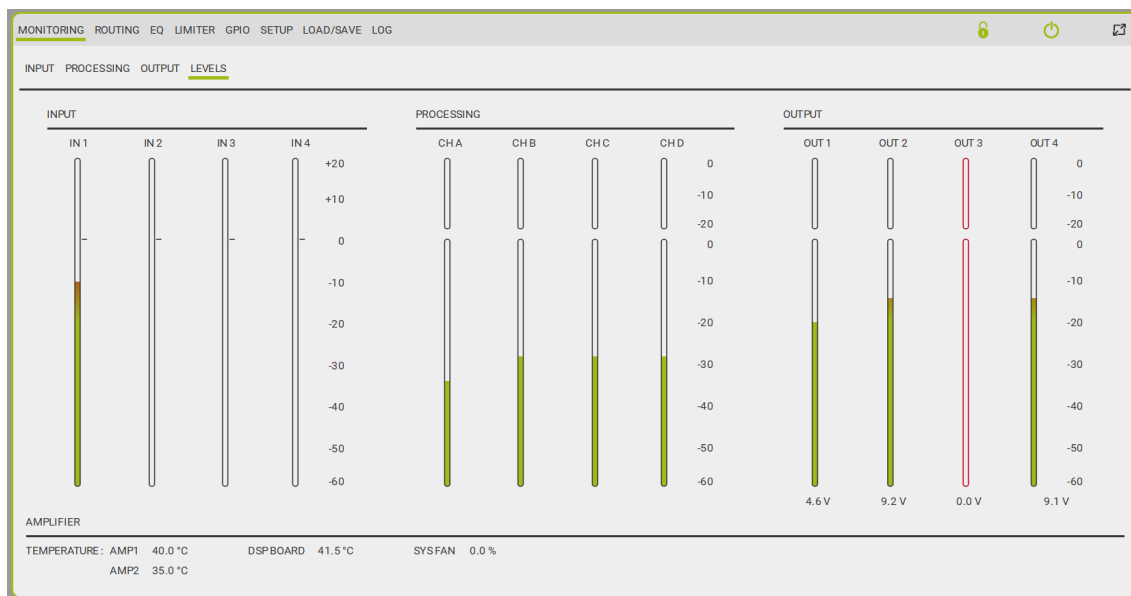 MONITORING ROUTING EQ LIMITER GPIO SETUP LOAD/SAVE LOG
INPUT PROCESSING OUTPUT LEVELS
INPUT
IN 1 IN 2 IN 3 IN 4
+20
+10
0
-10
-20
-30
-40
-50
-60
PROCESSING
CH A CH B CH C CH D
0
-10
-20
0
-10
-20
-30
-40
-50
-60
OUTPUT
OUT 1 OUT 2 OUT 3 OUT 4
0
-10
-20
0
-10
-20
-30
-40
-50
-60
4.6 V 9.2 V 0.0 V 9.1 V
AMPLIFIER
TEMPERATURE: AMP1 40.0 °C DSP BOARD 41.5 °C SYS FAN 0.0 %
AMP2 35.0 °C